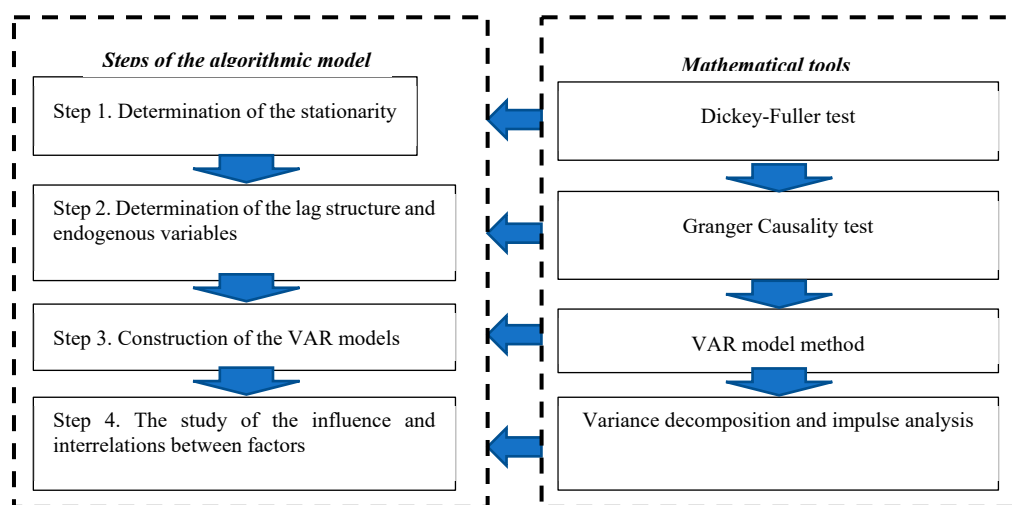 Steps of the algorithmic model
Step 1. Determination of the stationarity
Step 2. Determination of the lag structure and
endogenous variables
Step 3. Construction of the VAR models
Step 4. The study of the influence and
interrelations between factors
Mathematical tools
Dickey-Fuller test
Granger Causality test
VAR model method
Variance decomposition and impulse analysis